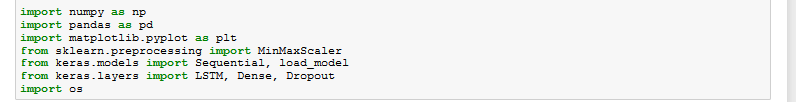 import numpy as np
import pandas as pd
import matplotlib.pyplot as plt
from sklearn.preprocessing import MinMaxScaler
from keras.models import Sequential, load_model
from keras.layers import LSTM, Dense, Dropout
import os